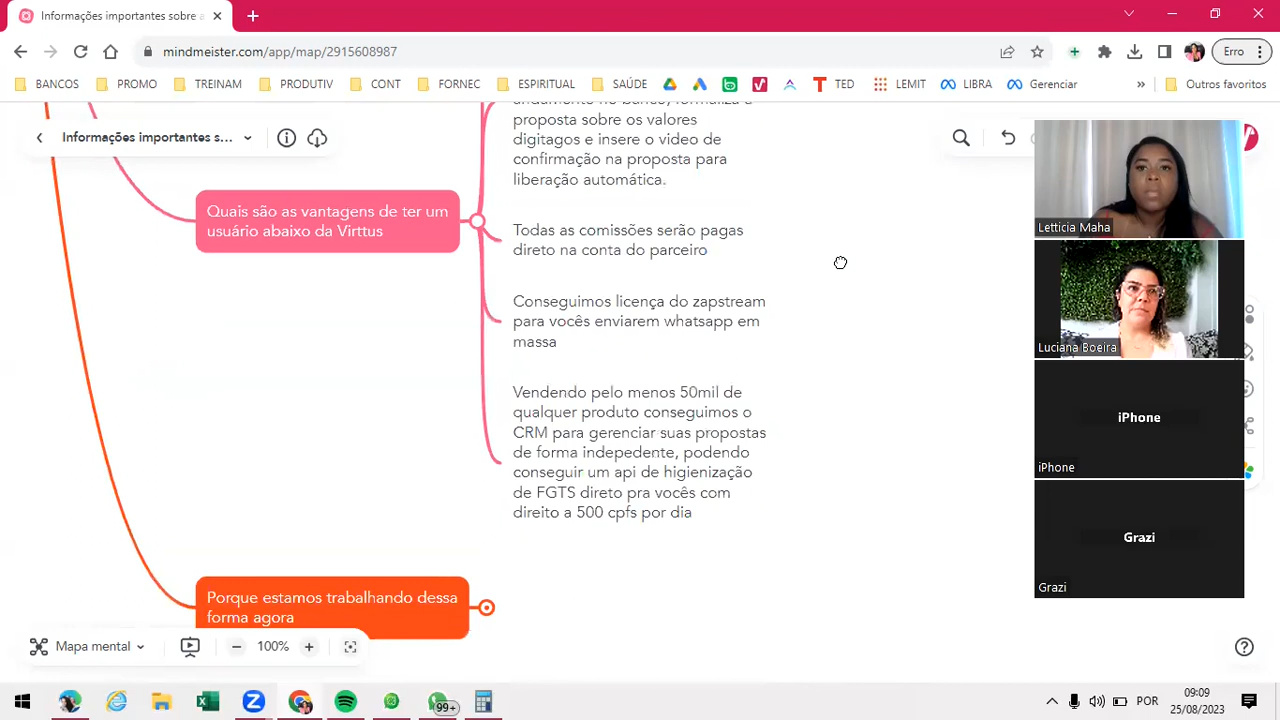 Informações importantes sobre a
mindmeister.com/app/map/2915608987
Erro
BANCOS
PROMO
TREINAM
PRODUTIV
CONT
FORNEC
ESPIRITUAL
SAÚDE
TED
LEMIT
LIBRA
Gerenciar
»
Outros favoritos
Informações importantes s...
proposta sobre os valores
digitagos e insere o video de
confirmação na proposta para
liberação automática.
Quais são as vantagens de ter um
usuário abaixo da Virttus
Todas as comissões serão pagas
direto na conta do parceiro
Conseguimos licença do zapstream
para vocês enviarem whatsapp em
massa
Vendendo pelo menos 50mil de
qualquer produto conseguimos o
CRM para gerenciar suas propostas
de forma indepedente, podendo
conseguir um api de higienização
de FGTS direto pra vocês com
direito a 500 cpfs por dia
Porque estamos trabalhando dessa
forma agora
Letticia Maha
Luciana Boeira
iPhone
iPhone
Grazi
Grazi
Mapa mental
100%
99+
POR
09:09
25/08/2023